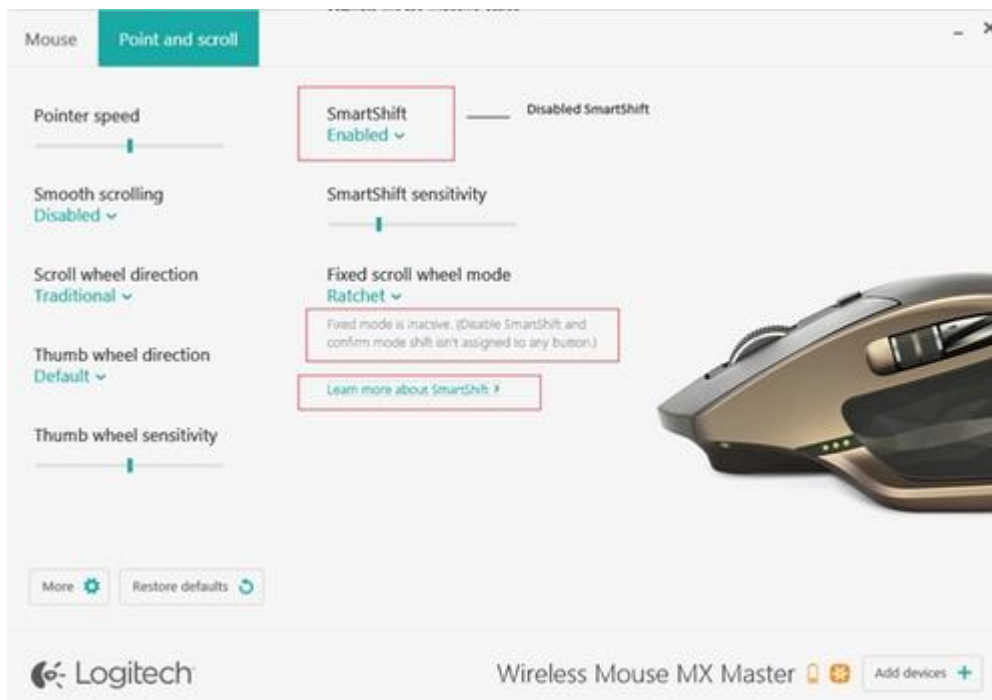 Mouse
Point and scroll
Pointer speed
Smooth scrolling
Disabled
Scroll wheel direction
Traditional
Thumb wheel direction
Default
Thumb wheel sensitivity
SmartShift
Enabled
Disabled SmartShift
SmartShift sensitivity
Fixed scroll wheel mode
Ratchet
Fixed mode is inactive. (Disable SmartShift and
confirm mode shift isn't assigned to any button.)
Learn more about SmartShift
More
Restore defaults
Logitech
Wireless Mouse MX Master
Add devices